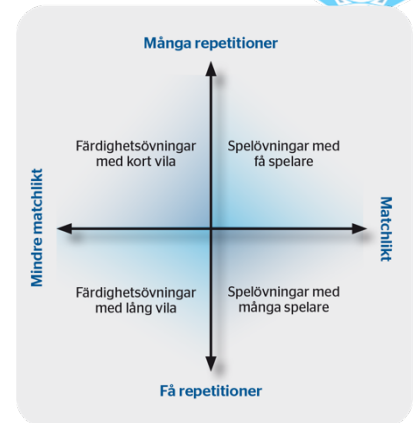 Många repetitioner
Färdighetsövningar
med kort vila
Spelövningar med
få spelare
Mindre matchlikt
Matchlikt
Färdighetsövningar
med lång vila
Spelövningar med
många spelare
Få repetitioner